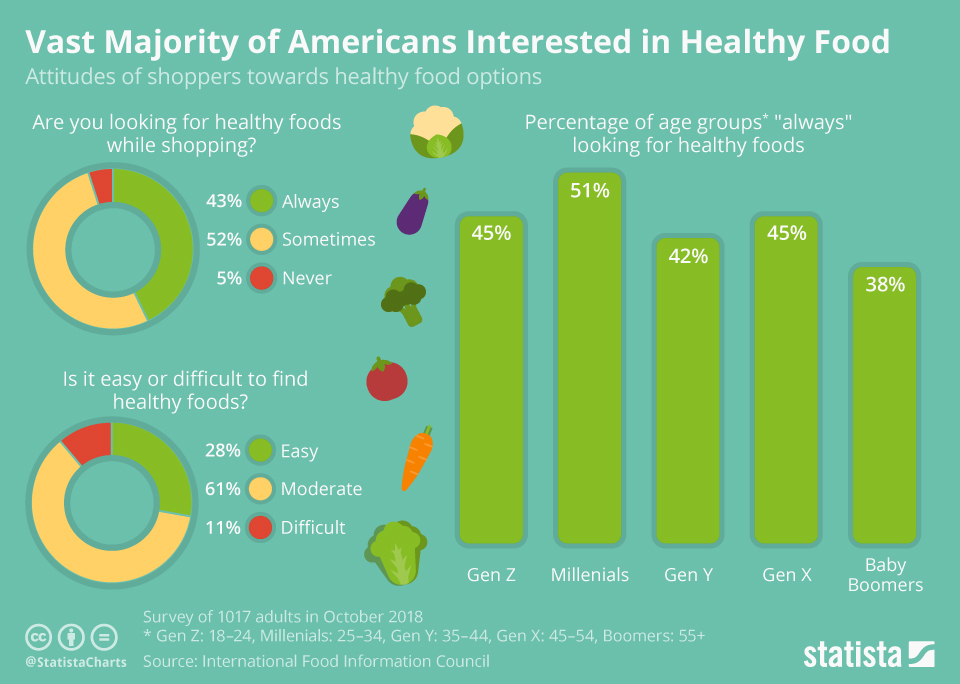 Vast Majority of Americans Interested in Healthy Food
Attitudes of shoppers towards healthy food options
Are you looking for healthy foods
while shopping?
43% Always
52% Sometimes
5% Never
Is it easy or difficult to find
healthy foods?
28% Easy
61% Moderate
11% Difficult
Percentage of age groups* "always"
looking for healthy foods
45%
51%
42%
45%
38%
Gen Z
Millenials
Gen Y
Gen X
Baby
Boomers
Survey of 1017 adults in October 2018
* Gen Z: 18–24, Millenials: 25–34, Gen Y: 35–44, Gen X: 45–54, Boomers: 55+
Source: International Food Information Council
cc
@StatistaCharts
statista